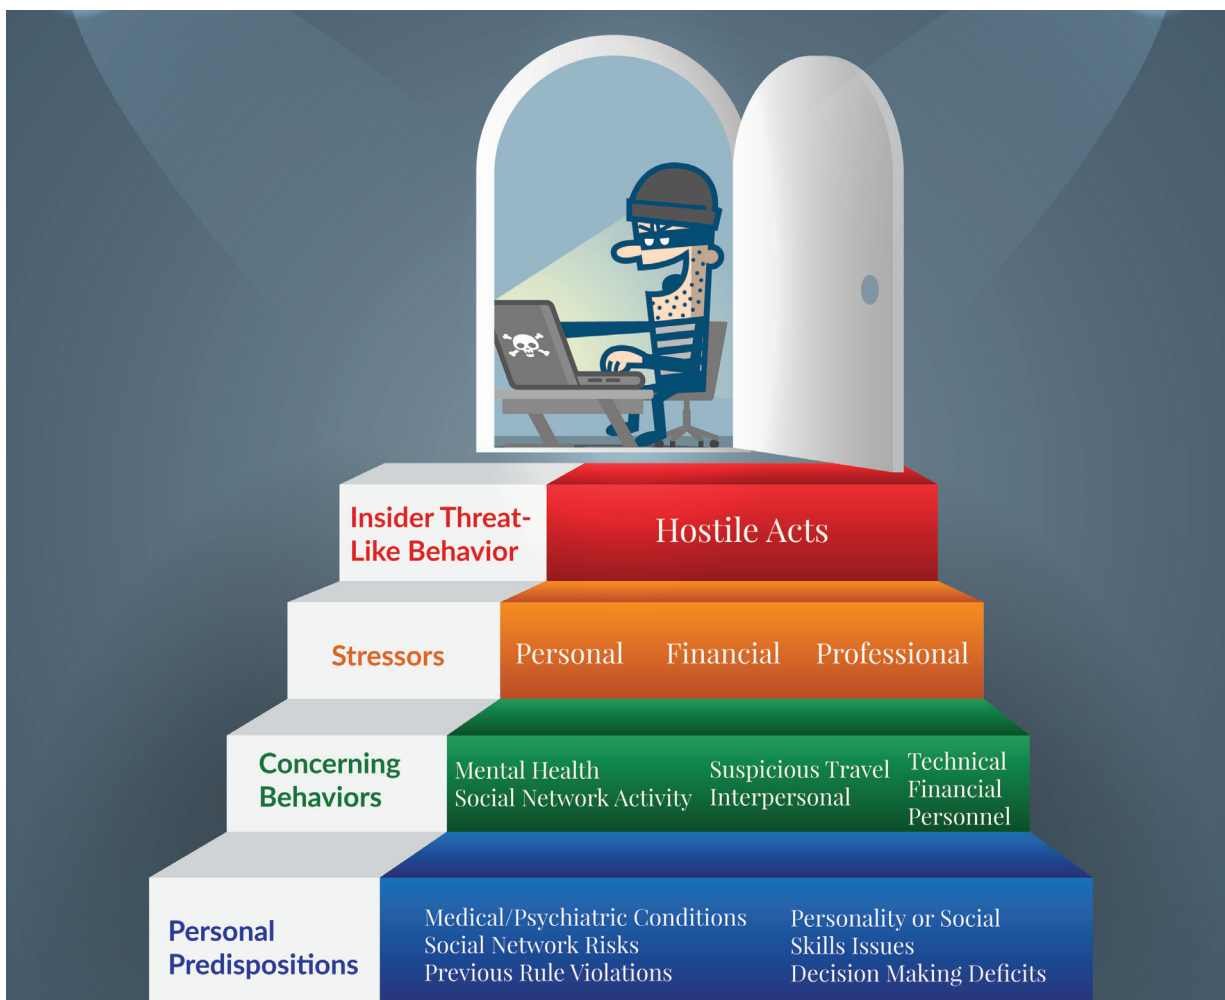 Insider Threat-
Like Behavior
Hostile Acts
Stressors
Personal Financial Professional
Concerning
Behaviors
Mental Health
Social Network Activity
Suspicious Travel
Interpersonal
Technical
Financial
Personnel
Personal
Predispositions
Medical/Psychiatric Conditions
Social Network Risks
Previous Rule Violations
Personality or Social
Skills Issues
Decision Making Deficits